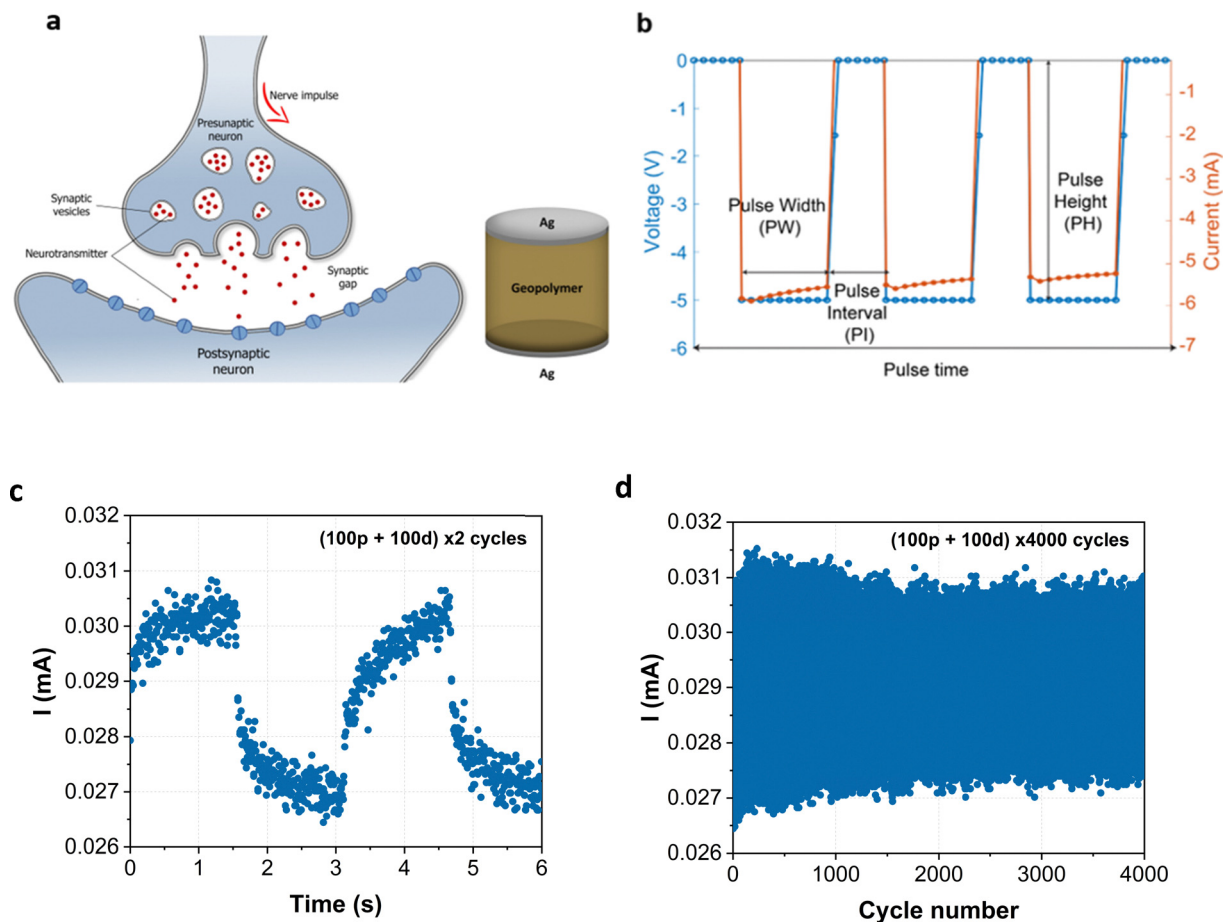 a
Nerve impulse
Presunaptic
neuron
Synaptic
vesicles
Neurotransmitter
Synaptic
gap
Postsynaptic
neuron
Ag
Geopolymer
Ag
b
0
-1
-2
-3
-4
-5
-6
Voltage (V)
Pulse Width
(PW)
Pulse
Interval
(PI)
Pulse
Height
(PH)
Pulse time
-1
-2
-3
-4
-5
-6
-7
Current (mA)
c
(100p + 100d) x2 cycles
0.032
0.031
0.030
0.029
0.028
0.027
0.026
I (mA)
0 1 2 3 4 5 6
Time (s)
d
(100p + 100d) x4000 cycles
0.032
0.031
0.030
0.029
0.028
0.027
0.026
I (mA)
0 1000 2000 3000 4000
Cycle number